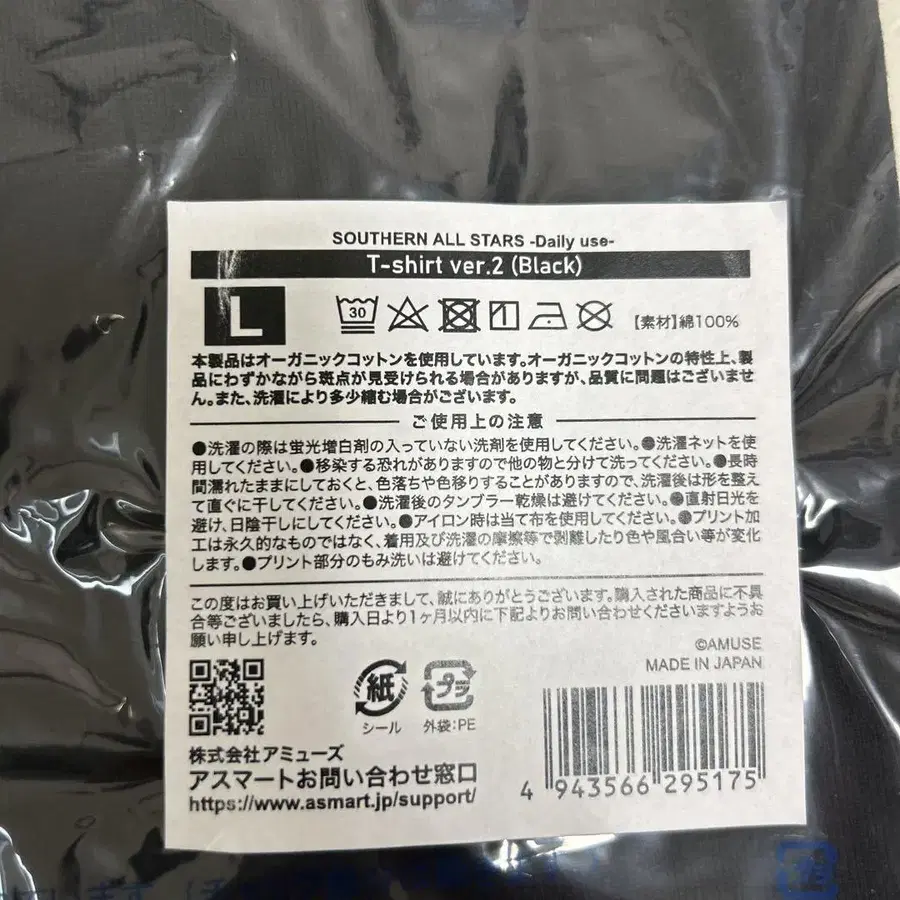 SOUTHERN ALL STARS -Daily use-
T-shirt ver.2 (Black)
L
30
【素材】綿100%
本製品はオーガニックコットンを使用しています。オーガニックコットンの特性上、製
品にわずかながら斑点が見受けられる場合がありますが、品質に問題はございませ
ん。また、洗濯により多少縮む場合がございます。
ご使用上の注意
●洗濯の際は蛍光増白剤の入っていない洗剤を使用してください。●洗濯ネットを使
用してください。●移染する恐れがありますので他の物と分けて洗ってください。●長時
間濡れたままにしておくと、色落ちや色移りすることがありますので、洗濯後は形を整え
て直ぐに干してください。●洗濯後のタンブラー乾燥は避けてください。●直射日光を
避け、日陰干しにしてください。●アイロン時は当て布を使用してください。●プリント加
工は永久的なものではなく、着用及び洗濯の摩擦等で剥離したり色や風合い等が変化
します。●プリント部分のもみ洗いは避けてください。
この度はお買い上げいただきまして、誠にありがとうございます。購入された商品に不具
合等ございましたら、購入日より1ヶ月以内に下記よりお問い合わせくださいますようお
願い申し上げます。
©AMUSE
MADE IN JAPAN
紙
シール
プラ
外袋:PE
株式会社アミューズ
アスマートお問い合わせ窓口
https://www.asmart.jp/support/
4 943566 295175